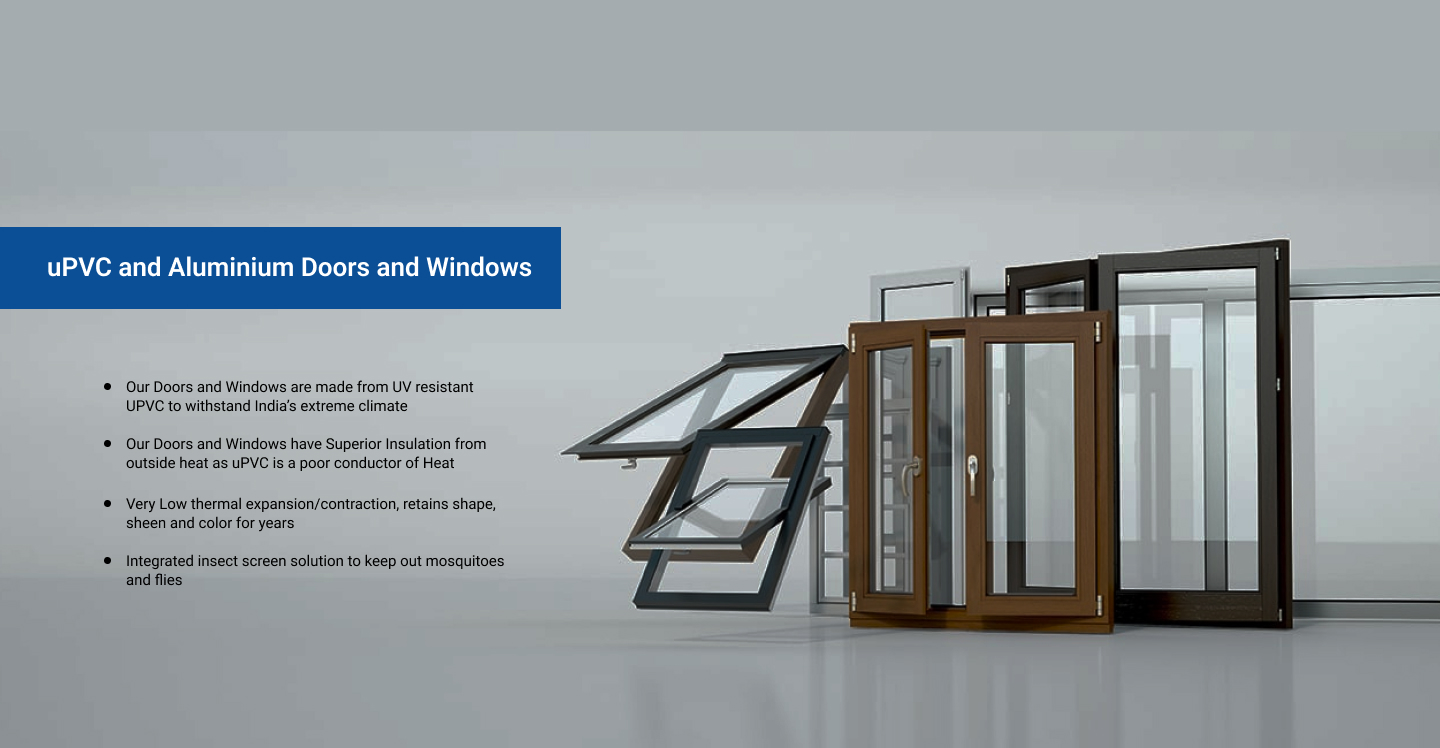 uPVC and Aluminium Doors and Windows
• Our Doors and Windows are made from UV resistant
UPVC to withstand India's extreme climate
• Our Doors and Windows have Superior Insulation from
outside heat as uPVC is a poor conductor of Heat
• Very Low thermal expansion/contraction, retains shape,
sheen and color for years
• Integrated insect screen solution to keep out mosquitoes
and flies